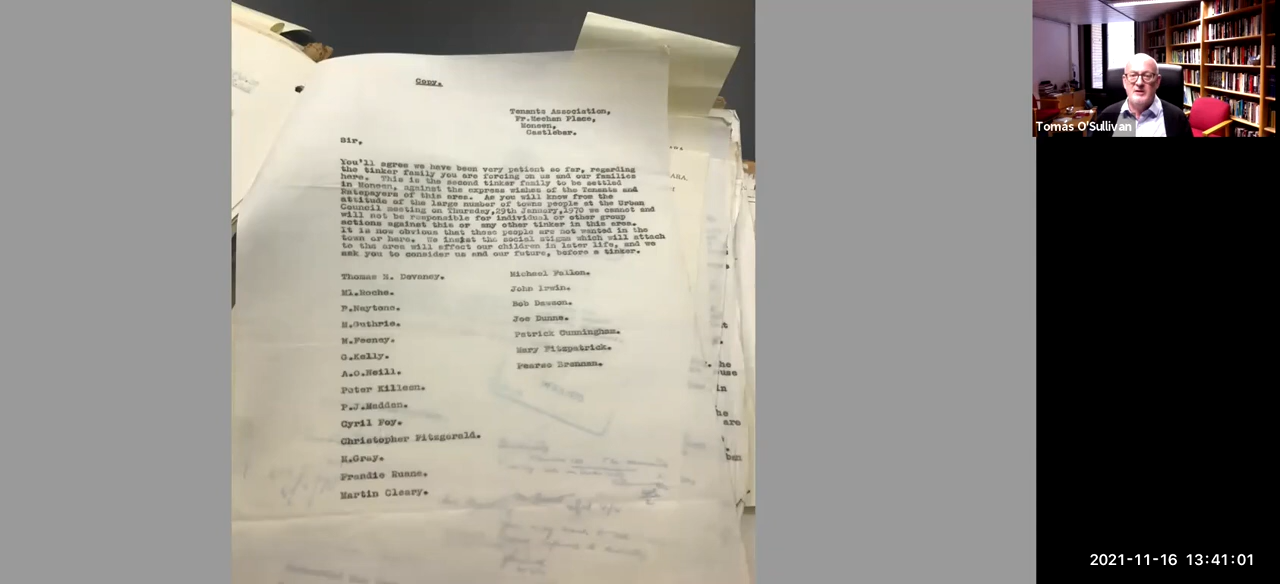 Copy.
Tenants Association,
Fr.Meehan Place,
Noneen,
Castlebar.
Sir,
You'll agree we have been very patient so far, regarding
the tinker family you are forcing on us and our families
here. This is the second tinker family to be settled
in Noneen, against the express wishes of the Tenants and
Ratepayers of this area. As you will know from the
attitude of the large number of towns people at the Urban
Council meeting on Thursday,29th January,1970 we cannot and
will not be responsible for individual or other group
actions against this or any other tinker in this area.
It is now obvious that these people are not wanted in the
town or here. We insist the social stigma which will attach
to the area will effect our children in later life, and we
ask you to consider us and our future, before a tinker.
Thomas N. Devaney.
Ml.Roche.
P.Naytons.
M.Guthrie.
M.Feeney.
G.Kelly.
A.O.Neill.
Peter Killeen.
P.J.Madden.
Cyril Foy.
Christopher Fitzgerald.
M.Gray.
Frandie Ruane.
Martin Cleary.
Michael Fallon.
John Irwin.
Bob Dawson.
Joe Dunne.
Patrick Cunningham.
Mary Fitzpatrick.
Pearse Brennan.
Tomás O'Sullivan
2021-11-16 13:41:01